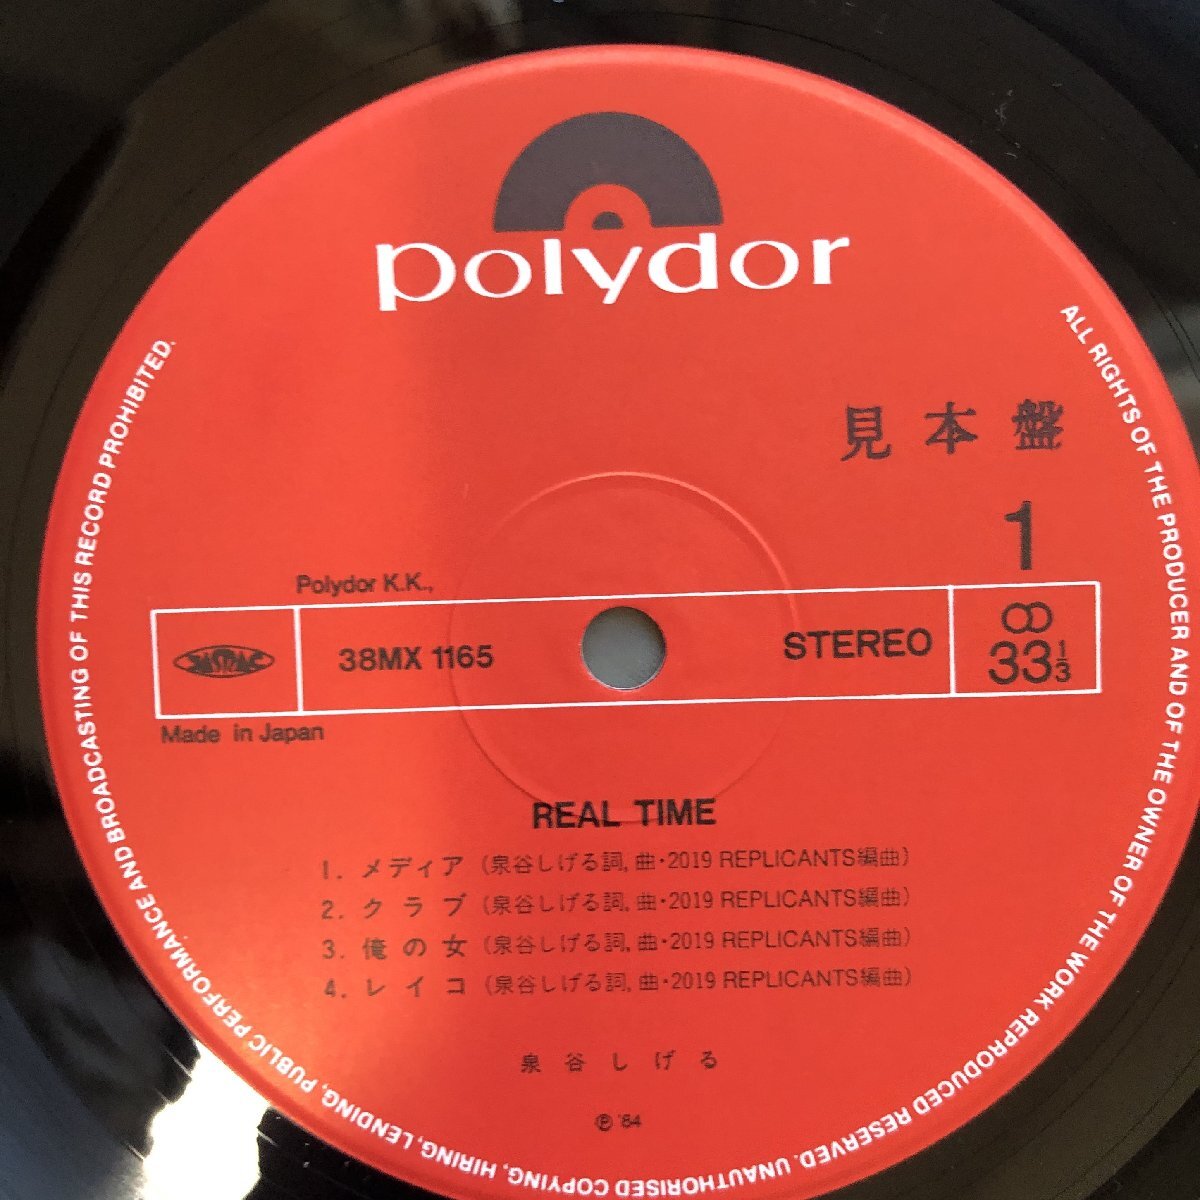 polydor
見本盤
1
Polydor K.K.,
JASRAC
38MX 1165
STEREO
33 1/3
Made in Japan
REAL TIME
1. メディア (泉谷しげる詞, 曲・2019 REPLICANTS編曲)
2. クラブ (泉谷しげる詞, 曲・2019 REPLICANTS編曲)
3. 俺の女 (泉谷しげる詞, 曲・2019 REPLICANTS編曲)
4. レイコ (泉谷しげる詞, 曲・2019 REPLICANTS編曲)
泉谷しげる
Ⓟ '84
ALL RIGHTS OF THE PRODUCER AND OF THE OWNER OF THE WORK REPRODUCED RESERVED. UNAUTHORISED COPYING, HIRING, LENDING, PUBLIC PERFORMANCE AND BROADCASTING OF THIS RECORD PROHIBITED.